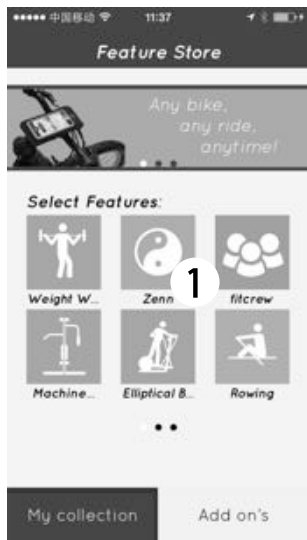 中国移动 11:37
Feature Store
Any bike,
any ride,
anytime!
Select Features:
Weight W... Zenn fitcrew
1
Machine... Elliptical B... Rowing
My collection Add on's